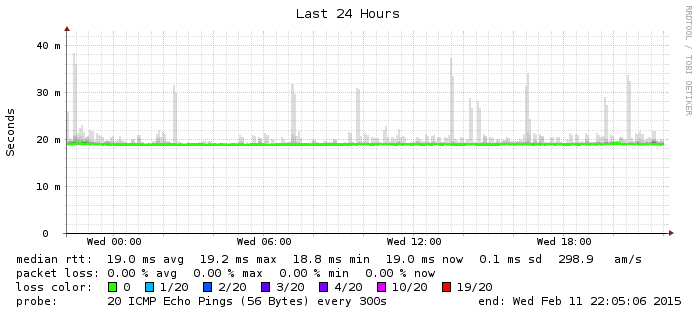 Last 24 Hours
RRDTOOL / TOBI OETIKER
Seconds
40 m
30 m
20 m
10 m
0
Wed 00:00 Wed 06:00 Wed 12:00 Wed 18:00
median rtt: 19.0 ms avg 19.2 ms max 18.8 ms min 19.0 ms now 0.1 ms sd 298.9 am/s
packet loss: 0.00 % avg 0.00 % max 0.00 % min 0.00 % now
loss color: 0 1/20 2/20 3/20 4/20 10/20 19/20
probe: 20 ICMP Echo Pings (56 Bytes) every 300s end: Wed Feb 11 22:05:06 2015